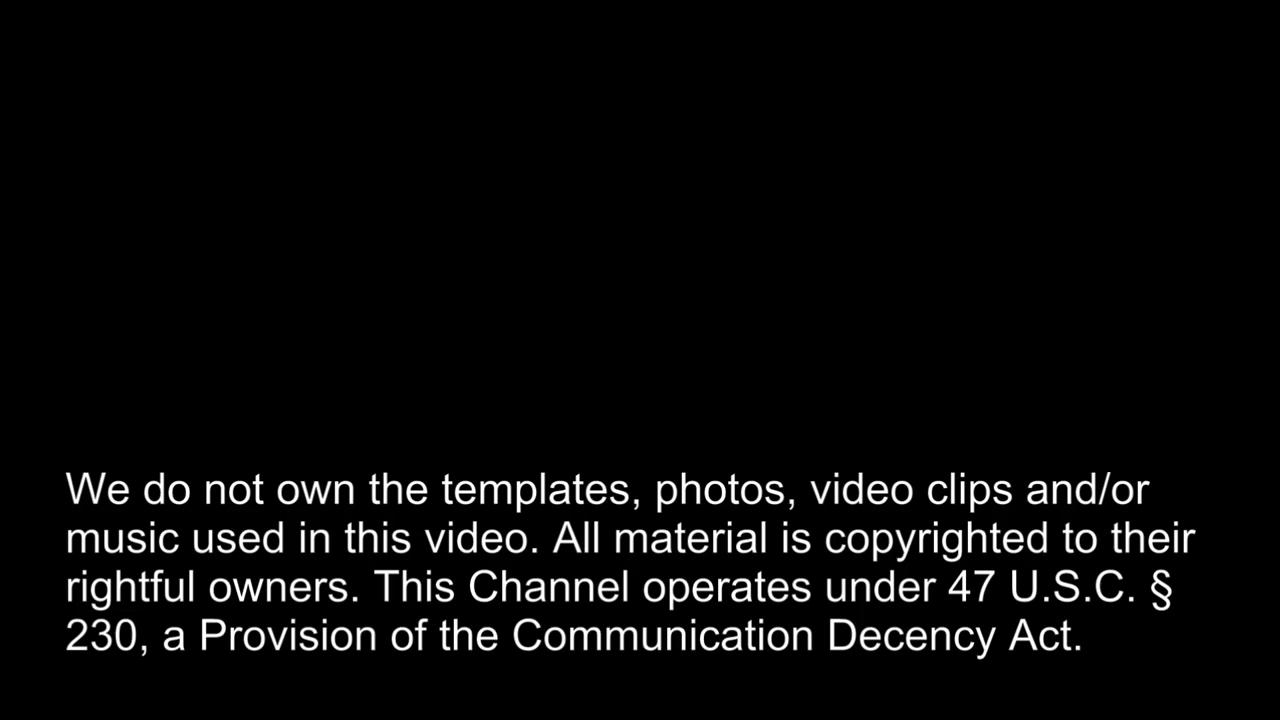 We do not own the templates, photos, video clips and/or
music used in this video. All material is copyrighted to their
rightful owners. This Channel operates under 47 U.S.C. §
230, a Provision of the Communication Decency Act.